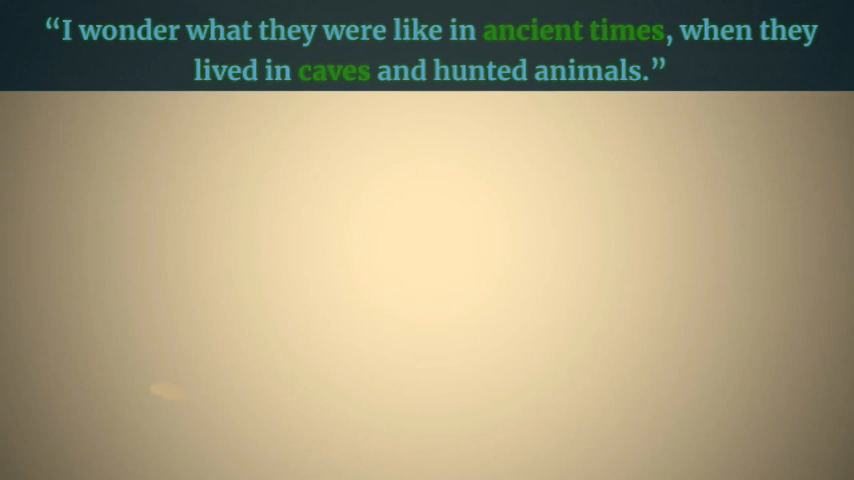 “I wonder what they were like in ancient times, when they
lived in caves and hunted animals.”